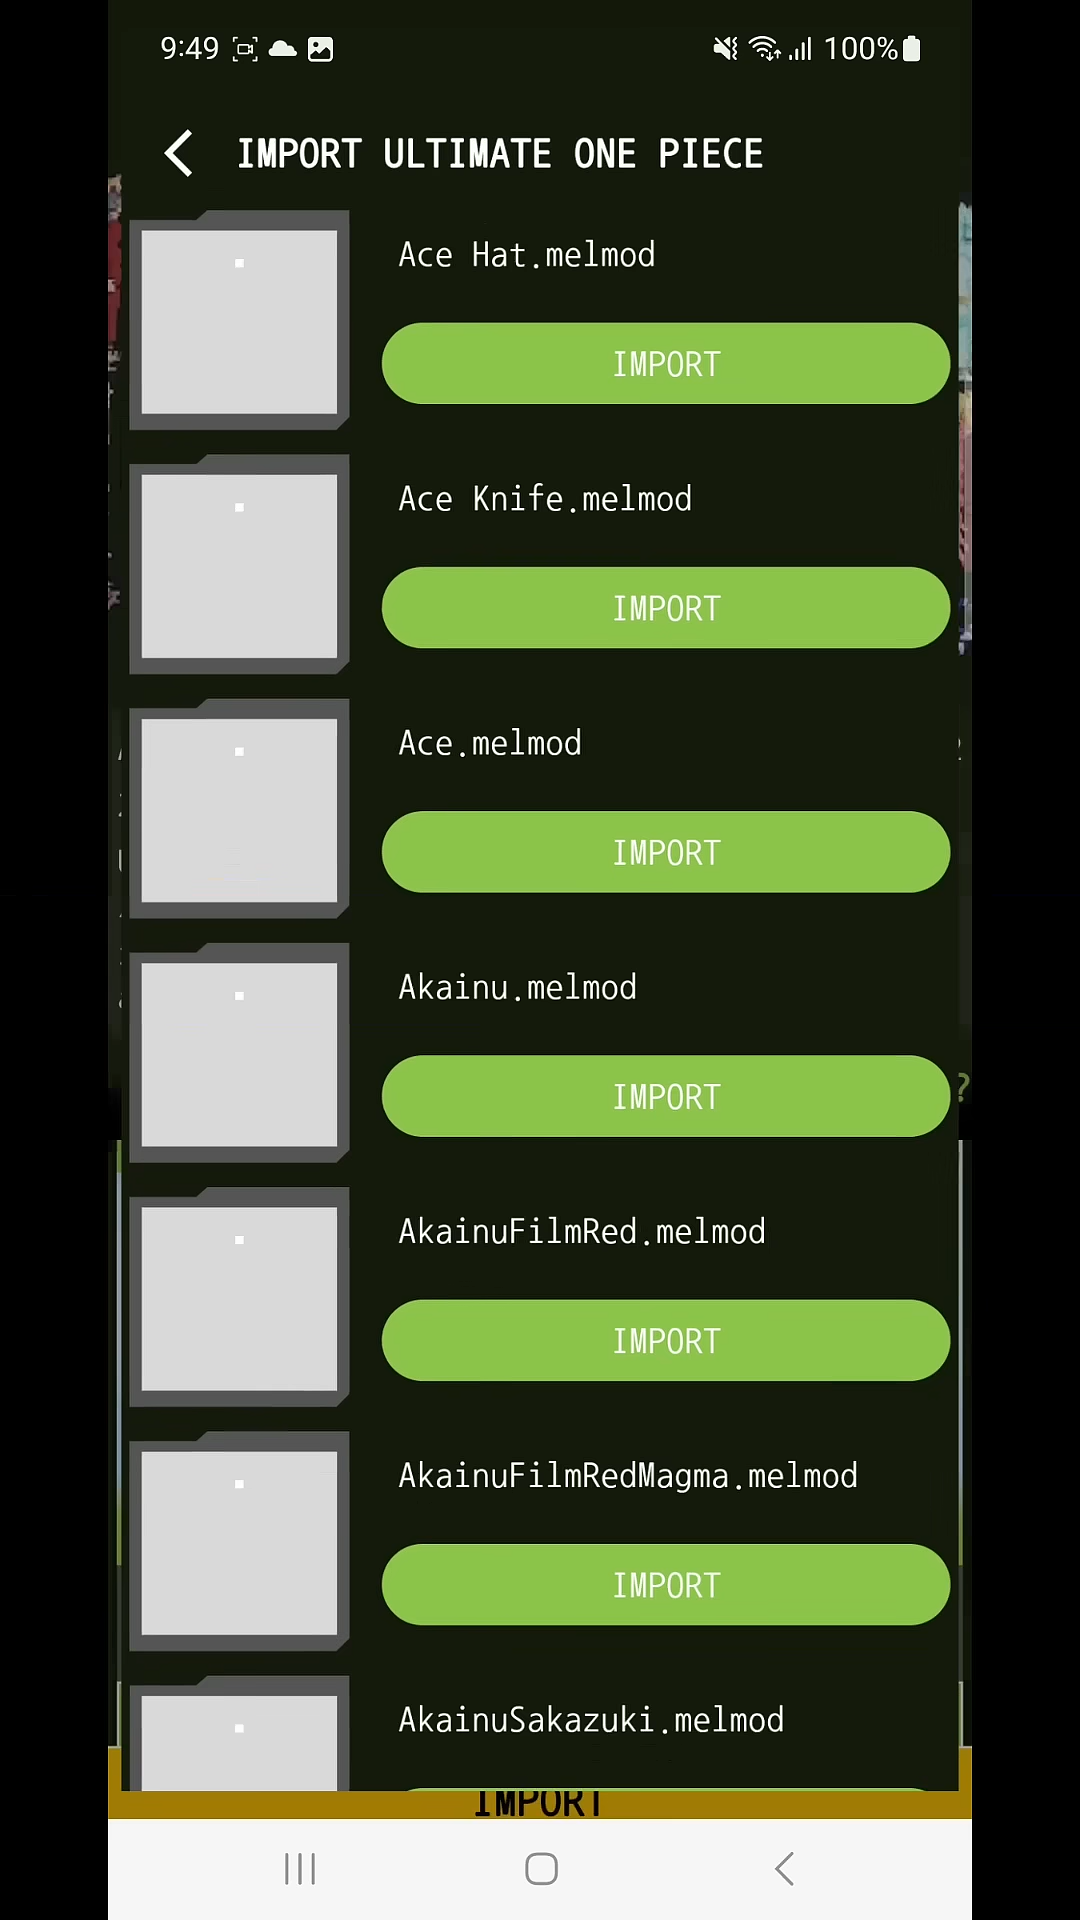 9:49 100%
IMPORT ULTIMATE ONE PIECE
Ace Hat.melmod
IMPORT
Ace Knife.melmod
IMPORT
Ace.melmod
IMPORT
Akainu.melmod
IMPORT
?
AkainuFilmRed.melmod
IMPORT
AkainuFilmRedMagma.melmod
IMPORT
AkainuSakazuki.melmod
IMPORT